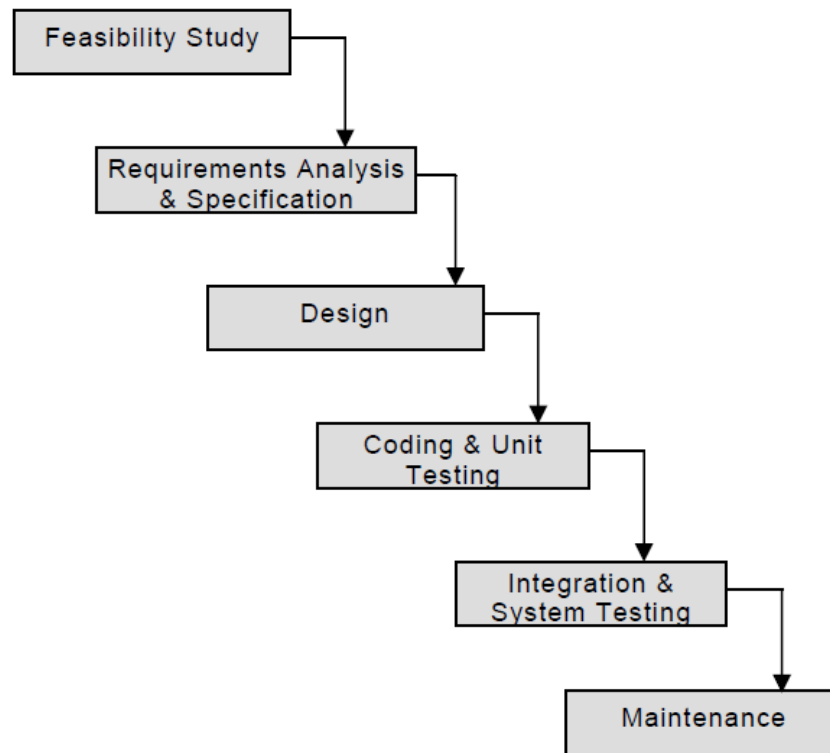 Feasibility Study
Requirements Analysis
& Specification
Design
Coding & Unit
Testing
Integration &
System Testing
Maintenance